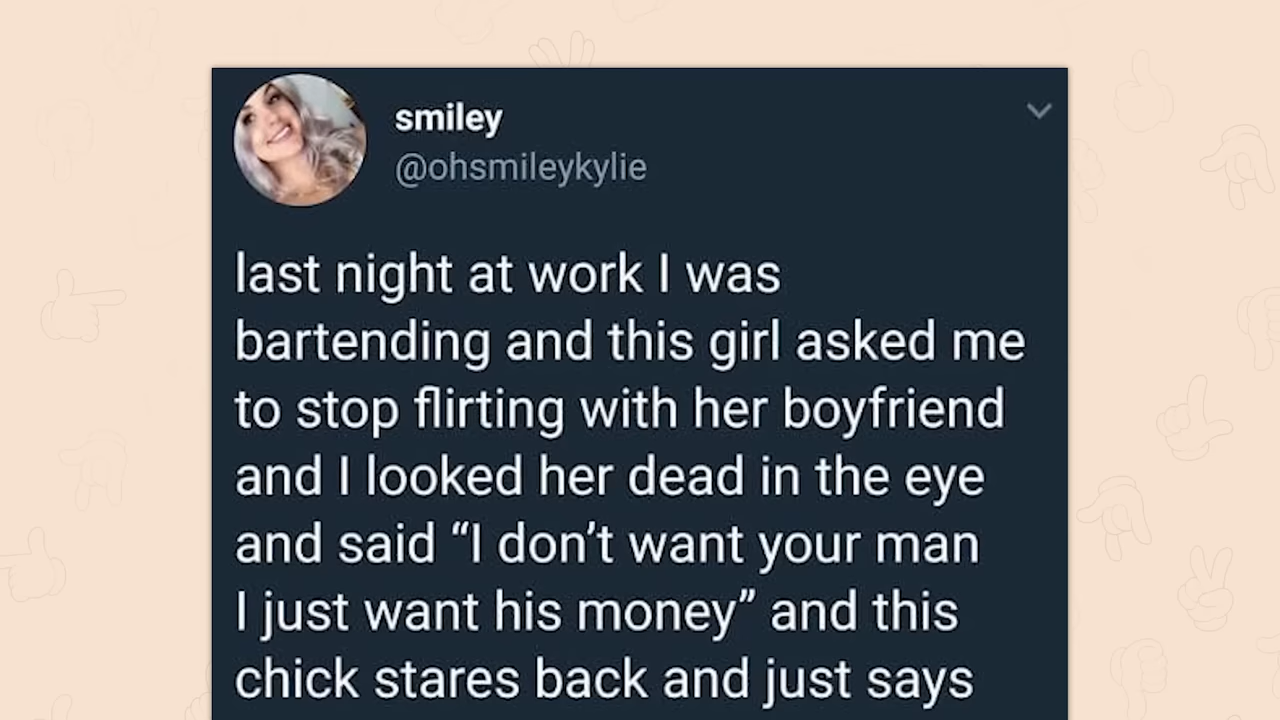 smiley
@ohsmileykylie
last night at work I was
bartending and this girl asked me
to stop flirting with her boyfriend
and I looked her dead in the eye
and said “I don’t want your man
I just want his money” and this
chick stares back and just says